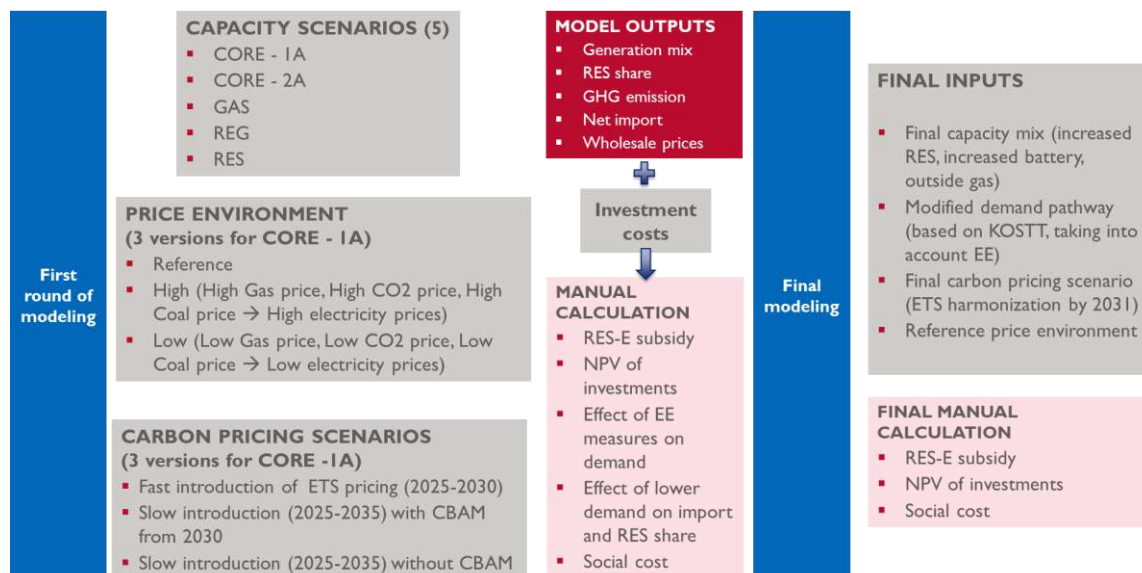 First
round of
modeling
CAPACITY SCENARIOS (5)
▪ CORE - 1A
▪ CORE - 2A
▪ GAS
▪ REG
▪ RES
PRICE ENVIRONMENT
(3 versions for CORE - 1A)
▪ Reference
▪ High (High Gas price, High CO2 price, High
Coal price → High electricity prices)
▪ Low (Low Gas price, Low CO2 price, Low
Coal price → Low electricity prices)
CARBON PRICING SCENARIOS
(3 versions for CORE -1A)
▪ Fast introduction of ETS pricing (2025-2030)
▪ Slow introduction (2025-2035) with CBAM
from 2030
▪ Slow introduction (2025-2035) without CBAM
MODEL OUTPUTS
▪ Generation mix
▪ RES share
▪ GHG emission
▪ Net import
▪ Wholesale prices
Investment
costs
MANUAL
CALCULATION
▪ RES-E subsidy
▪ NPV of
investments
▪ Effect of EE
measures on
demand
▪ Effect of lower
demand on import
and RES share
▪ Social cost
Final
modeling
FINAL INPUTS
▪ Final capacity mix (increased
RES, increased battery,
outside gas)
▪ Modified demand pathway
(based on KOSTT, taking into
account EE)
▪ Final carbon pricing scenario
(ETS harmonization by 2031)
▪ Reference price environment
FINAL MANUAL
CALCULATION
▪ RES-E subsidy
▪ NPV of investments
▪ Social cost